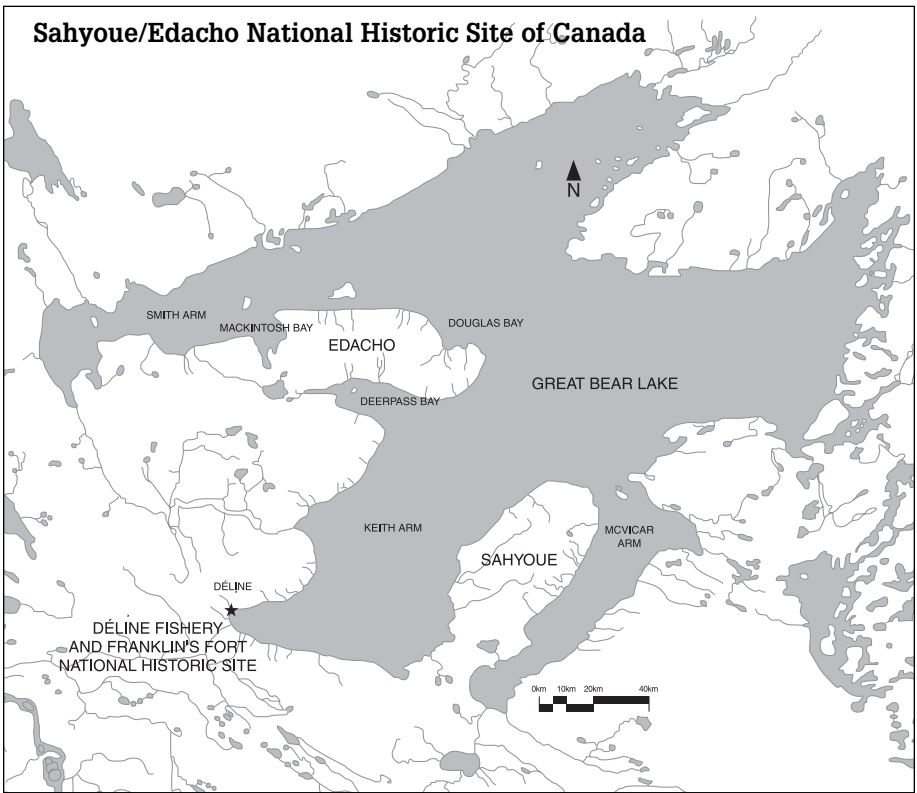 Sahyoue/Edacho National Historic Site of Canada
N
SMITH ARM
MACKINTOSH BAY
DOUGLAS BAY
EDACHO
GREAT BEAR LAKE
DEERPASS BAY
KEITH ARM
MCVICAR
ARM
SAHYOUE
DÉLINE
DÉLINE FISHERY
AND FRANKLIN'S FORT
NATIONAL HISTORIC SITE
0km 10km 20km 40km